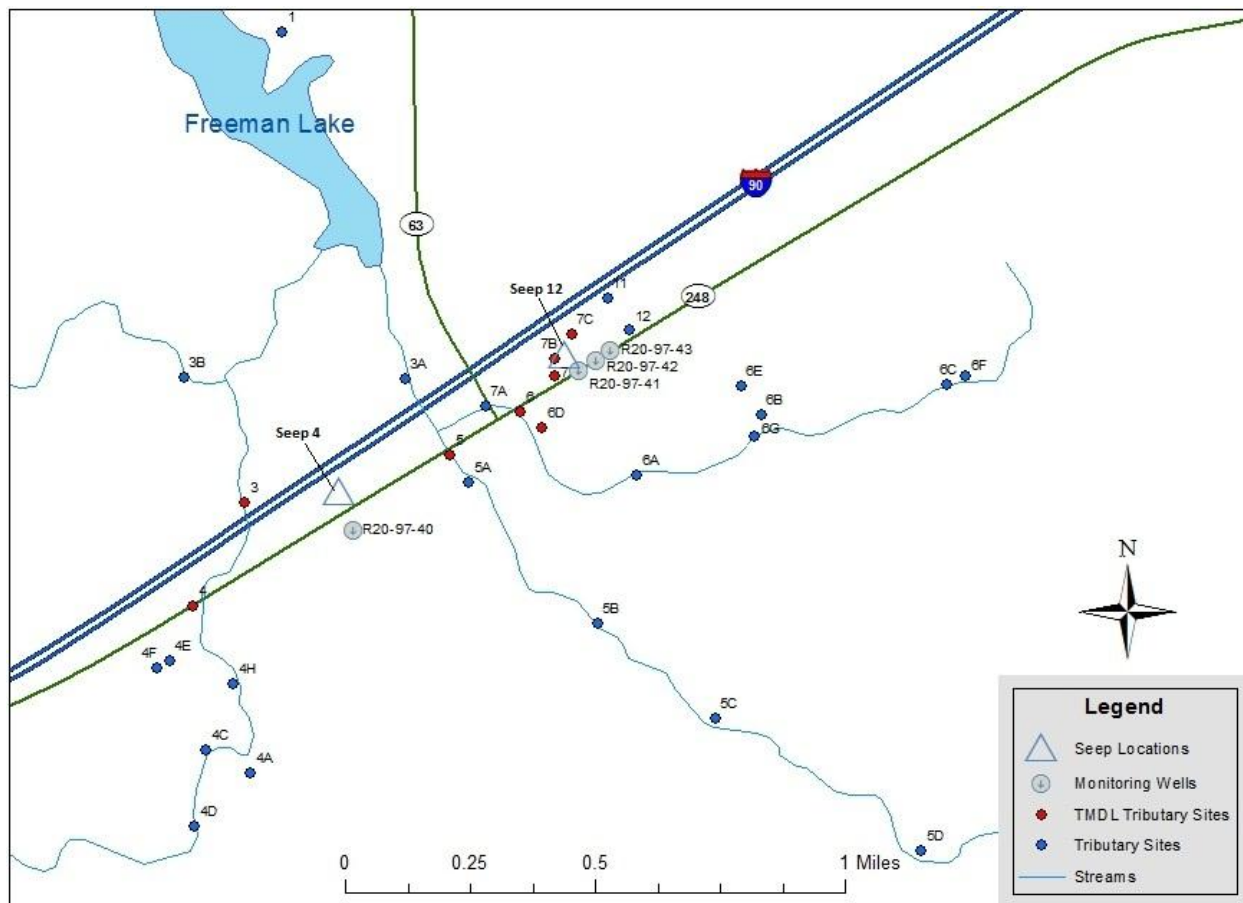 1
Freeman Lake
63
90
Seep 12
11
248
7C
12
7B
R20-97-43
R20-97-42
7
R20-97-41
3B
3A
6E
6C
6F
7A
6
6B
6D
6G
Seep 4
5
5A
6A
3
R20-97-40
4
N
5B
4F
4E
4H
5C
4C
4A
4D
5D
0
0.25
0.5
1 Miles
Legend
Seep Locations
Monitoring Wells
TMDL Tributary Sites
Tributary Sites
Streams